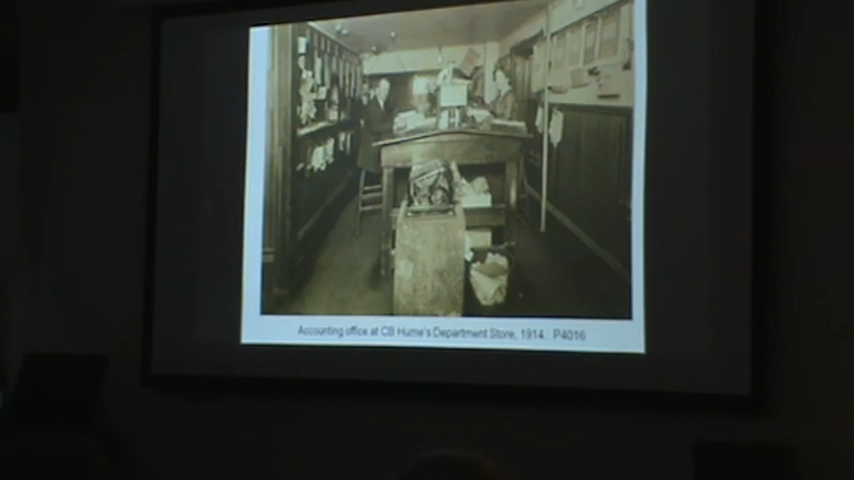 Accounting office at CB Hume's Department Store, 1914. P4016